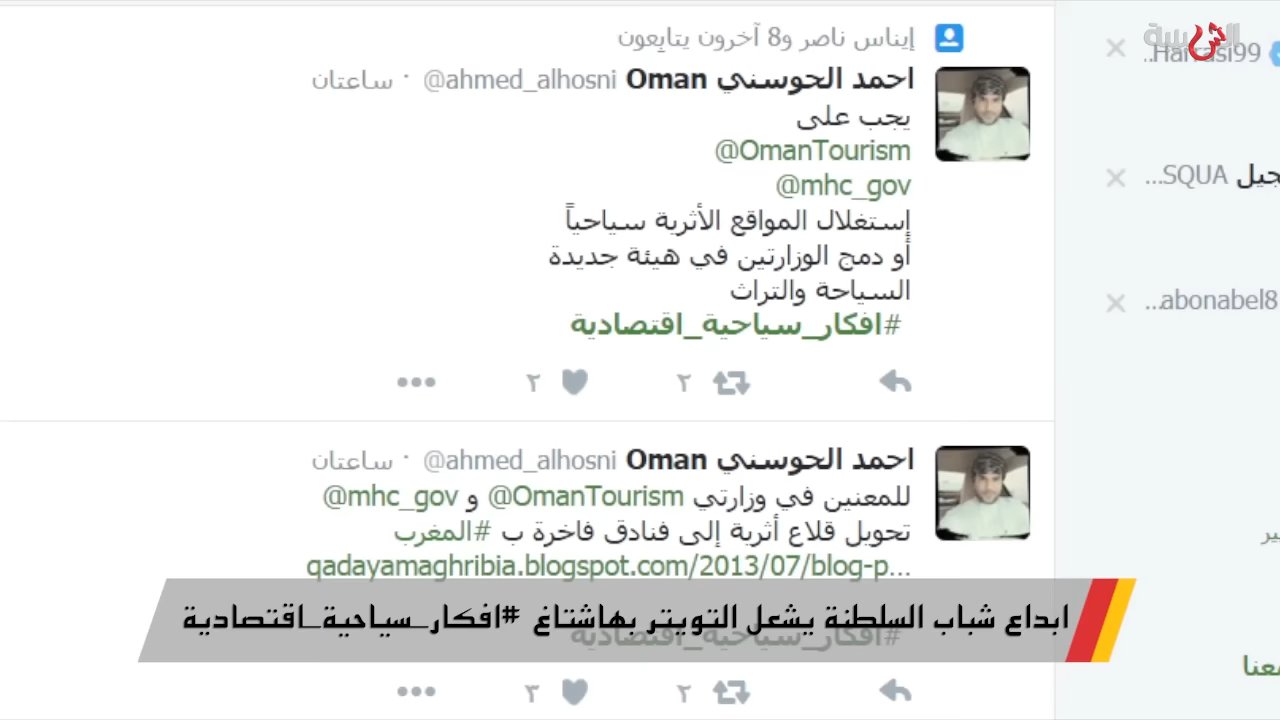 إيناس ناصر و8 آخرون يتابعون
احمد الحوسني Oman @ahmed_alhosni · ساعتان
يجب على
@OmanTourism
@mhc_gov
إستغلال المواقع الأثرية سياحياً
أو دمج الوزارتين في هيئة جديدة
السياحة والتراث
#افكار_سياحية_اقتصادية
٢ ٢
احمد الحوسني Oman @ahmed_alhosni · ساعتان
للمعنين في وزارتي @OmanTourism و @mhc_gov
تحويل قلاع أثرية إلى فنادق فاخرة ب #المغرب
qadayamaghribia.blogspot.com/2013/07/blog-p...
ابداع شباب السلطنة يشعل التويتر بهاشتاغ #افكار_سياحية_اقتصادية
#افكار_سياحية_اقتصادية
٢ ٣
جيل SQUA...
abonabel8...